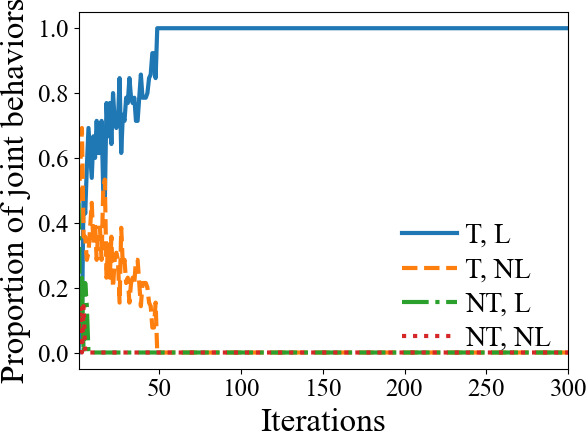 Proportion of joint behaviors
1.0
0.8
0.6
0.4
0.2
0.0
T, L
T, NL
NT, L
NT, NL
50
100
150
200
250
300
Iterations